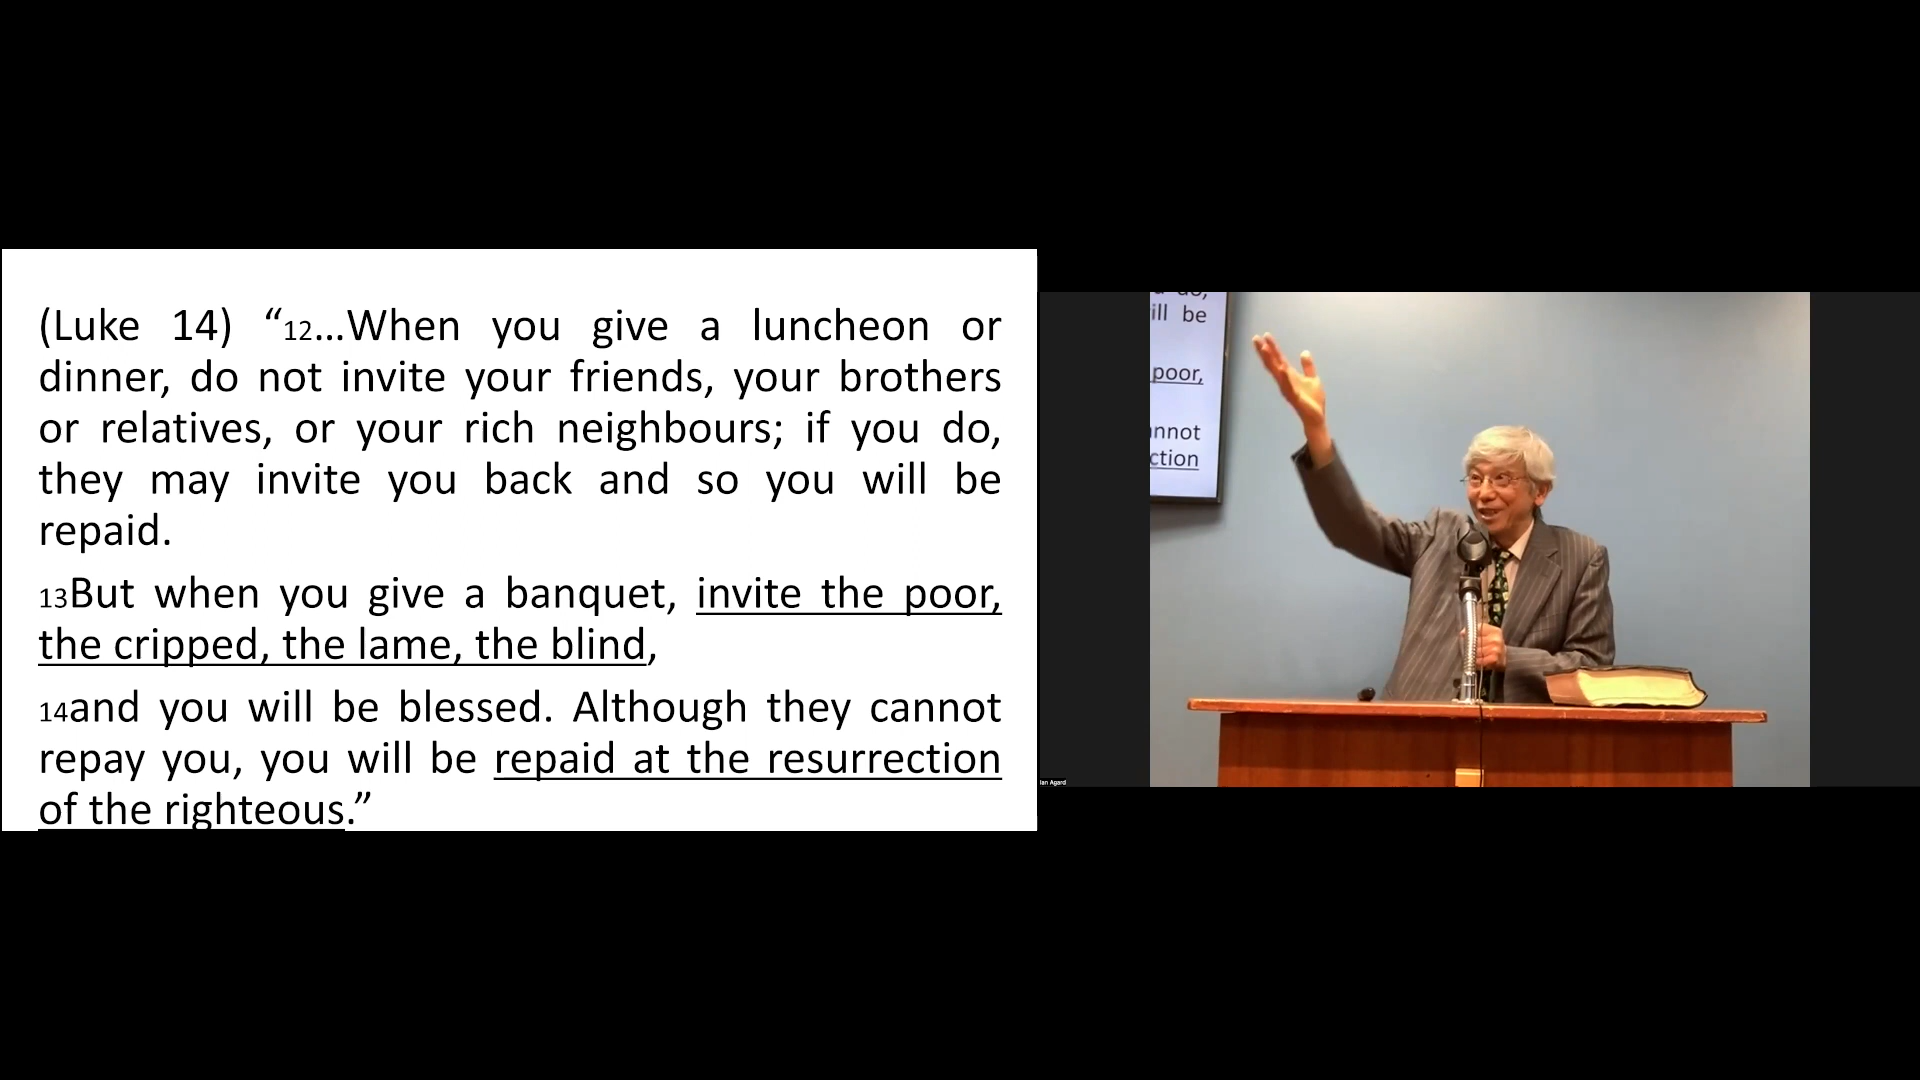 (Luke 14) “12…When you give a luncheon or
dinner, do not invite your friends, your brothers
or relatives, or your rich neighbours; if you do,
they may invite you back and so you will be
repaid.
13But when you give a banquet, invite the poor,
the cripped, the lame, the blind,
14and you will be blessed. Although they cannot
repay you, you will be repaid at the resurrection
of the righteous.”
ill be
poor,
nnot
ction
Ian Agard